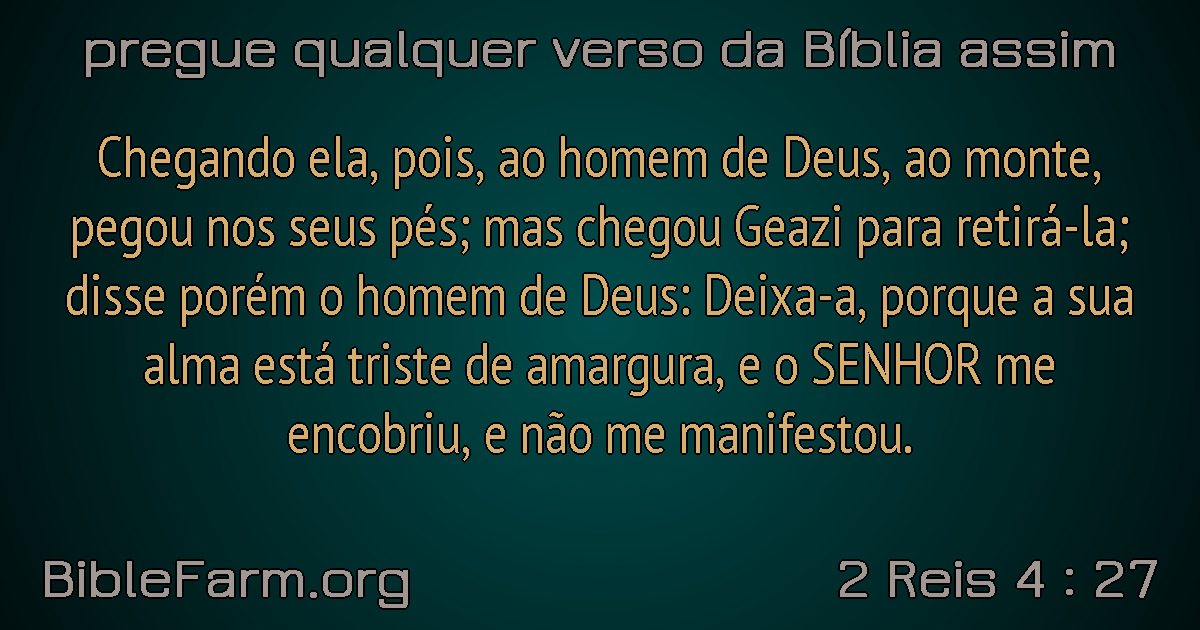 pregue qualquer verso da Bíblia assim
Chegando ela, pois, ao homem de Deus, ao monte,
pegou nos seus pés; mas chegou Geazi para retirá-la;
disse porém o homem de Deus: Deixa-a, porque a sua
alma está triste de amargura, e o SENHOR me
encobriu, e não me manifestou.
BibleFarm.org
2 Reis 4 : 27